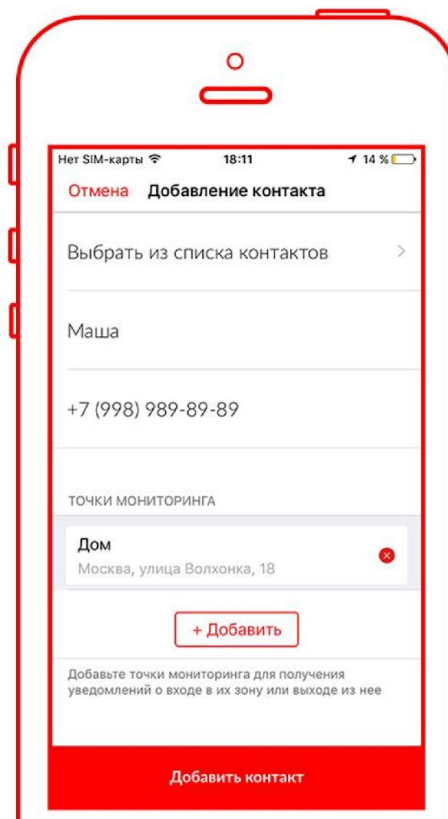 Нет SIM-карты 18:11 14 %
Отмена Добавление контакта
Выбрать из списка контактов
Маша
+7 (998) 989-89-89
ТОЧКИ МОНИТОРИНГА
Дом
Москва, улица Волхонка, 18
+ Добавить
Добавьте точки мониторинга для получения
уведомлений о входе в их зону или выходе из нее
Добавить контакт